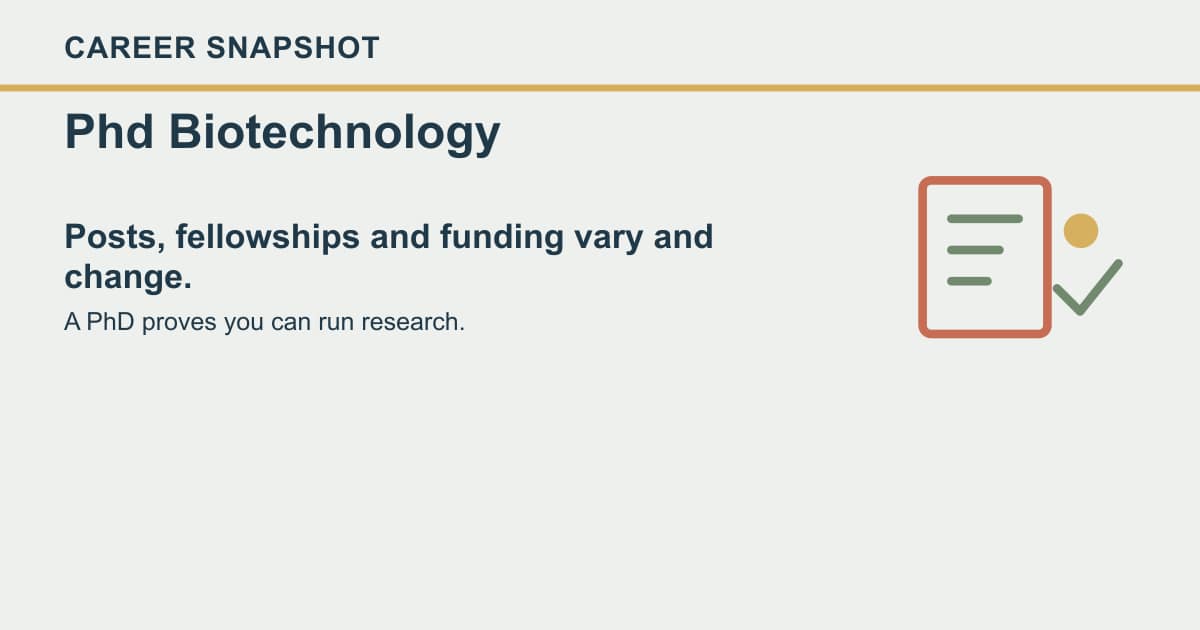 CAREER SNAPSHOT
Phd Biotechnology
Posts, fellowships and funding vary and
change.
A PhD proves you can run research.